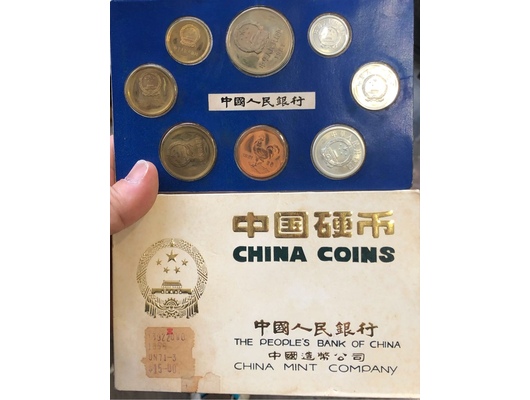 中國人民銀行
中国硬币
CHINA COINS
中國人民銀行
THE PEOPLE'S BANK OF CHINA
中國造幣公司
CHINA MINT COMPANY